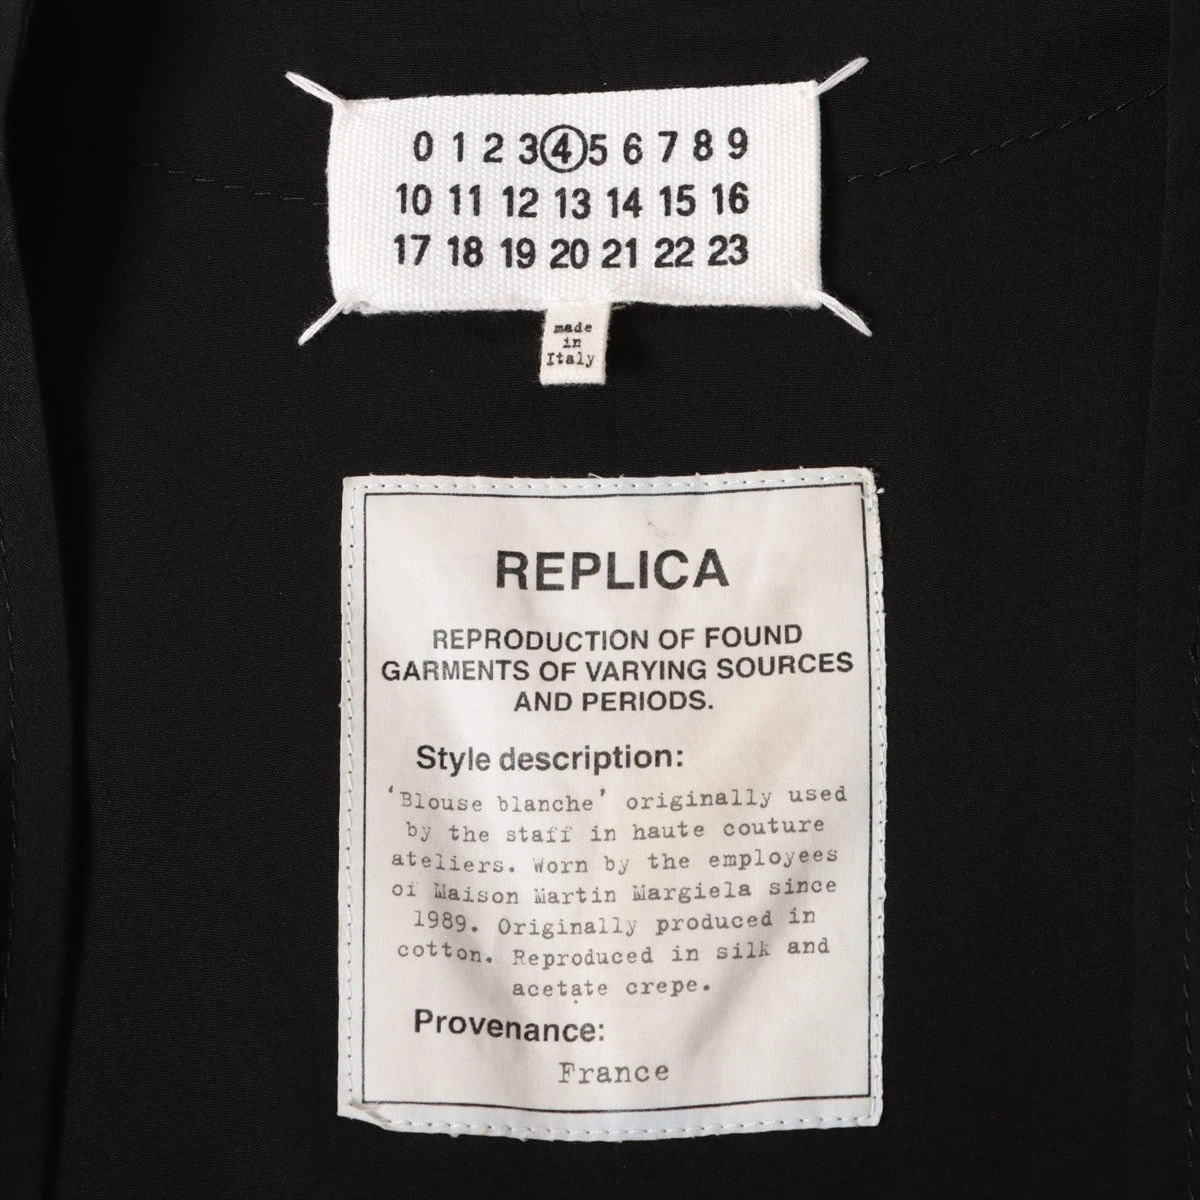 0 1 2 3 4 5 6 7 8 9
10 11 12 13 14 15 16
17 18 19 20 21 22 23
made
in
Italy
REPLICA
REPRODUCTION OF FOUND
GARMENTS OF VARYING SOURCES
AND PERIODS.
Style description:
'Blouse blanche' originally used
by the staff in haute couture
ateliers. Worn by the employees
of Maison Martin Margiela since
1989. Originally produced in
cotton. Reproduced in silk and
acetate crepe.
Provenance:
France